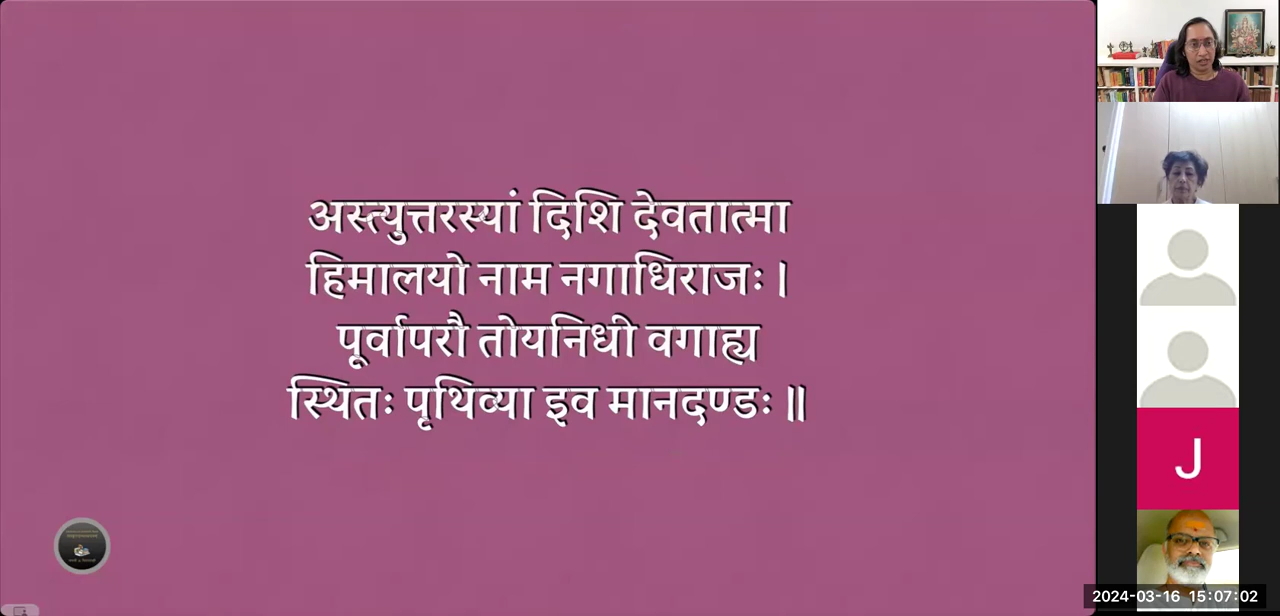 अस्त्युत्तरस्यां दिशि देवतात्मा
हिमालयो नाम नगाधिराजः ।
पूर्वापरौ तोयनिधी वगाह्य
स्थितः पृथिव्या इव मानदण्डः ॥
J
2024-03-16 15:07:02